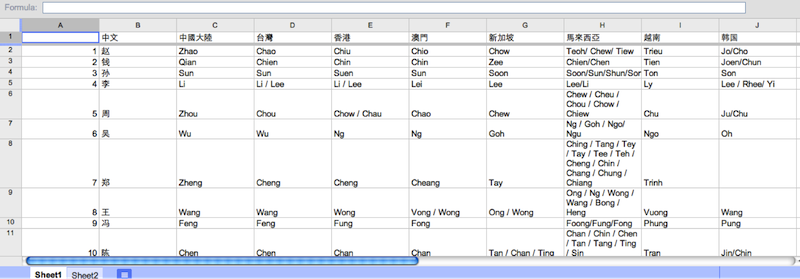 Formula:
A B C D E F G H I J
1 中文 中國大陸 台灣 香港 澳門 新加坡 馬來西亞 越南 韩国
2 1 赵 Zhao Chao Chiu Chio Chow Teoh/ Chew/ Tiew Trieu Jo/Cho
3 2 钱 Qian Chien Chin Chin Zee Chien/Chen Tien Joen/Chun
4 3 孙 Sun Sun Suen Sun Soon Soon/Sun/Shun/Sor Ton Son
5 4 李 Li Li / Lee Li / Lee Lei Lee Lee/Li Ly Lee / Rhee/ Yi
6 Chew / Cheu /
Chou / Chow /
5 周 Zhou Chou Chow / Chau Chao Chew Chiew Chu Ju/Chu
7 Ng / Goh / Ngo/
6 吴 Wu Wu Ng Ng Goh Ngu Ngo Oh
8 Ching / Tang / Tey
/ Tay / Tee / Teh /
Cheng / Chin /
Chang / Chung /
7 郑 Zheng Cheng Cheng Cheang Tay Chiang Trinh
9 Ong / Ng / Wong /
Wang / Bong /
8 王 Wang Wang Wong Vong / Wong Ong / Wong Heng Vuong Wang
10 9 冯 Feng Feng Fung Fong Foong/Fung/Fong Phung Pung
11 Chan / Chin / Chen
/ Tan / Tang / Ting
10 陈 Chen Chen Chan Chan Tan / Chan / Ting / Sin Tran Jin/Chin
Sheet1 Sheet2